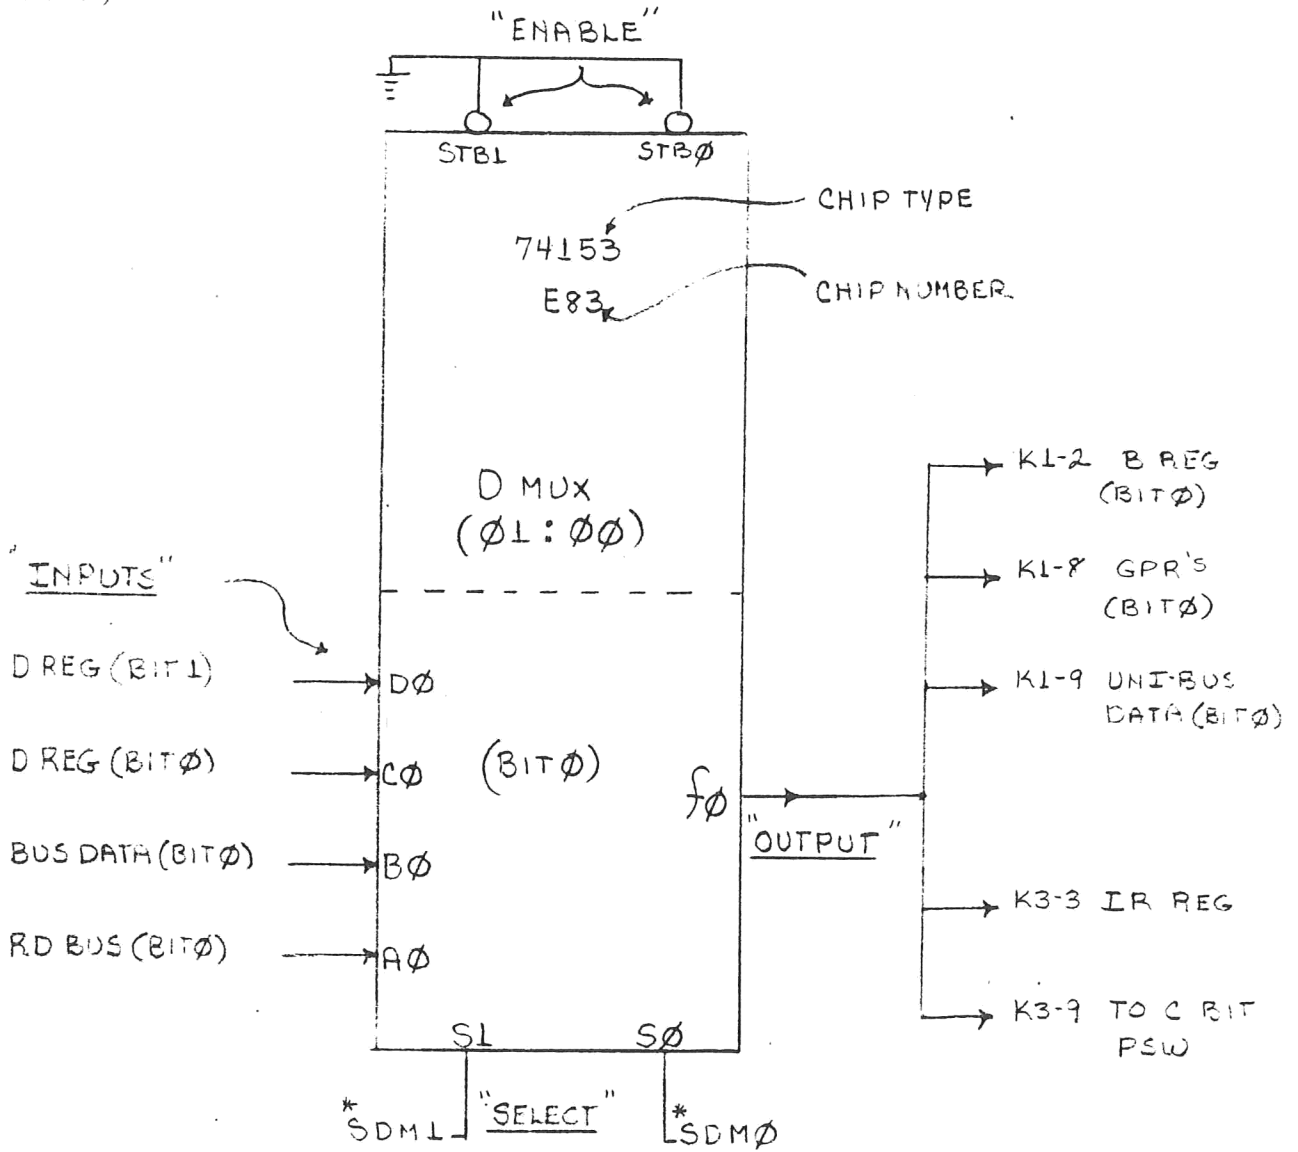 "ENABLE"
STB1
STBØ
CHIP TYPE
74153
E83
CHIP NUMBER
D MUX
(Ø1:ØØ)
"INPUTS"
D REG (BIT1)
D REG (BITØ)
BUS DATA (BITØ)
RD BUS (BITØ)
DØ
CØ
BØ
AØ
(BITØ)
fØ
"OUTPUT"
K1-2 B REG
(BITØ)
K1-8 GPR'S
(BITØ)
K1-9 UNI-BUS
DATA (BITØ)
K3-3 IR REG
K3-9 TO C BIT
PSW
S1
SØ
*SDM1
"SELECT"
*SDMØ